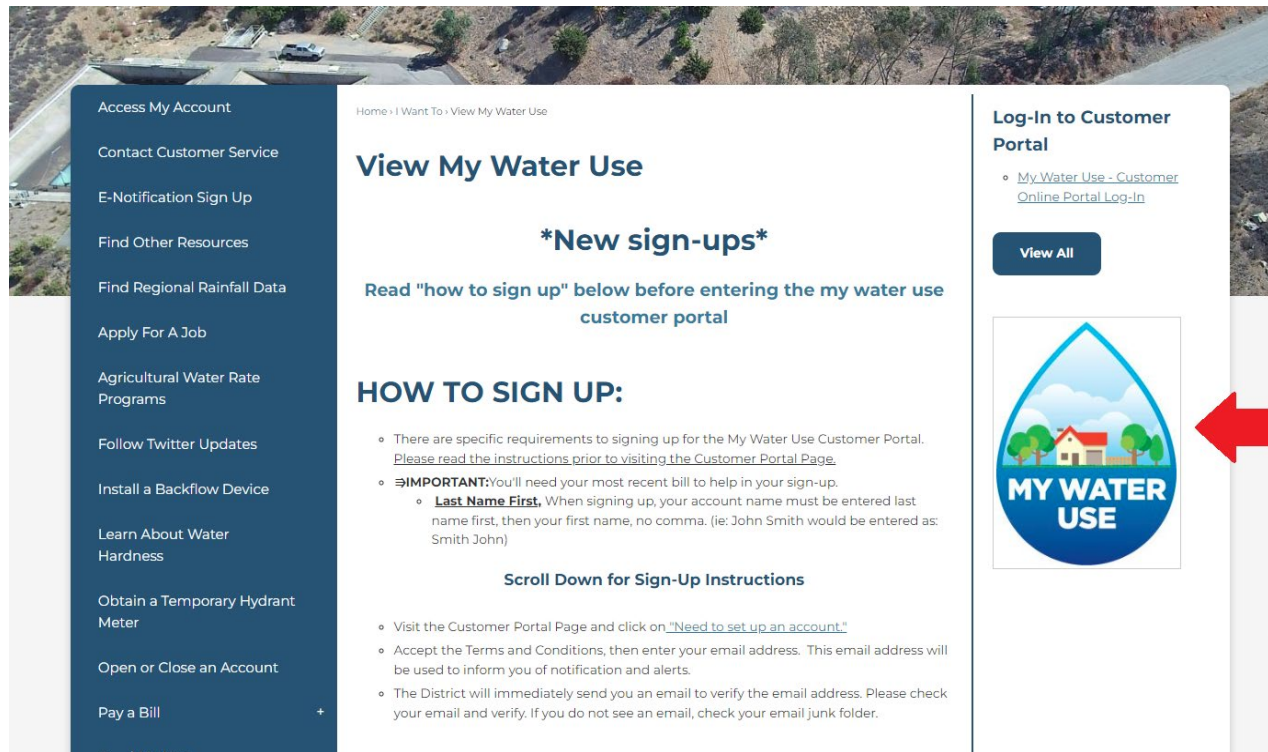 Access My Account
Contact Customer Service
E-Notification Sign Up
Find Other Resources
Find Regional Rainfall Data
Apply For A Job
Agricultural Water Rate
Programs
Follow Twitter Updates
Install a Backflow Device
Learn About Water
Hardness
Obtain a Temporary Hydrant
Meter
Open or Close an Account
Pay a Bill +
Home › I Want To › View My Water Use
View My Water Use
*New sign-ups*
Read "how to sign up" below before entering the my water use
customer portal
HOW TO SIGN UP:
There are specific requirements to signing up for the My Water Use Customer Portal.
Please read the instructions prior to visiting the Customer Portal Page.
⇒IMPORTANT:You'll need your most recent bill to help in your sign-up.
Last Name First, When signing up, your account name must be entered last
name first, then your first name, no comma. (ie: John Smith would be entered as:
Smith John)
Scroll Down for Sign-Up Instructions
Visit the Customer Portal Page and click on "Need to set up an account."
Accept the Terms and Conditions, then enter your email address. This email address will
be used to inform you of notification and alerts.
The District will immediately send you an email to verify the email address. Please check
your email and verify. If you do not see an email, check your email junk folder.
Log-In to Customer
Portal
My Water Use - Customer
Online Portal Log-In
View All
MY WATER
USE